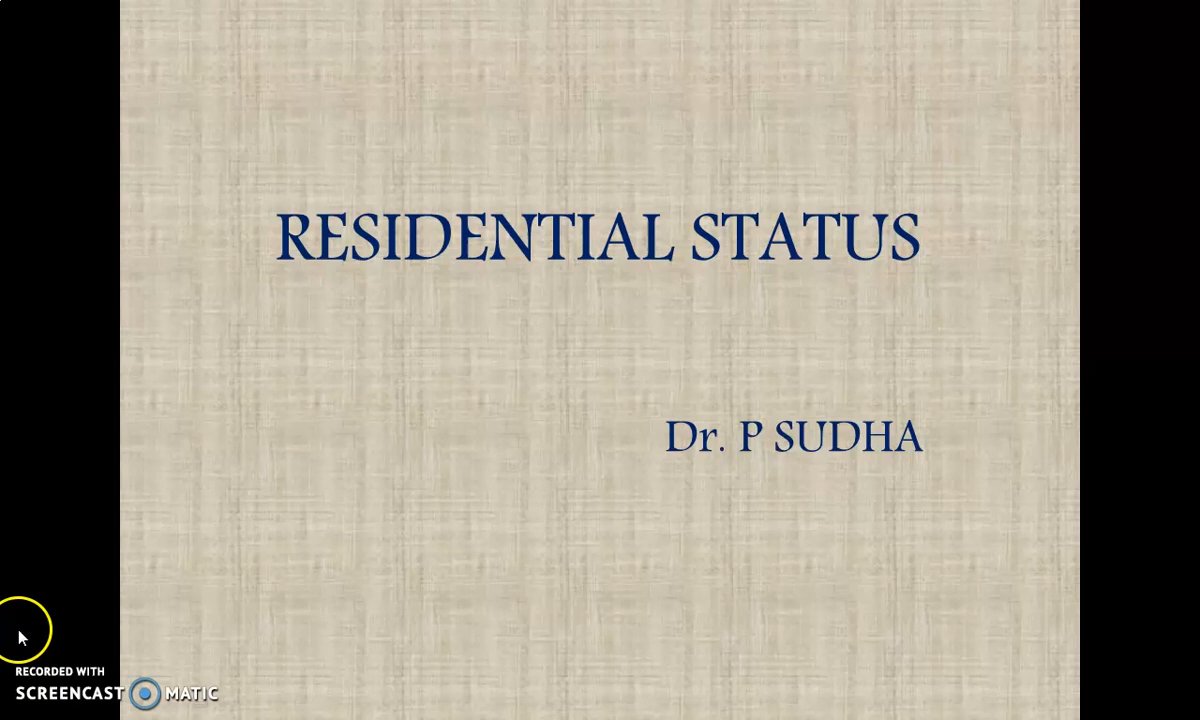 RESIDENTIAL STATUS
Dr. P SUDHA
RECORDED WITH
SCREENCAST MATIC